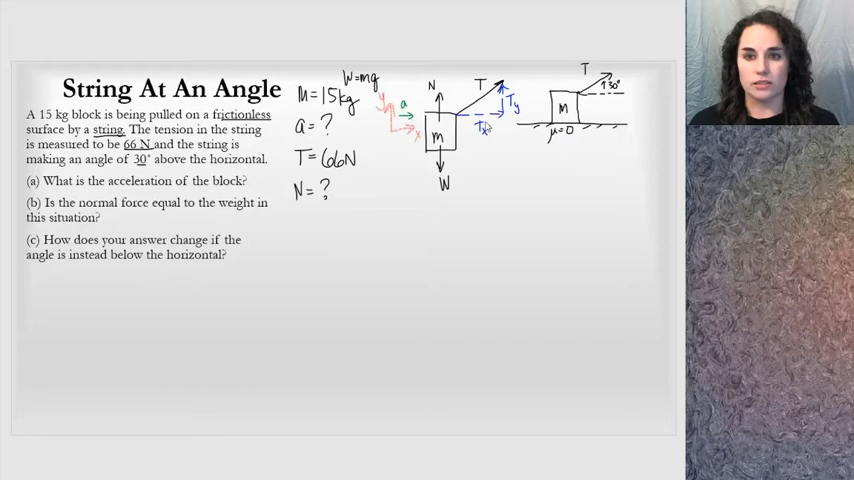 String At An Angle
A 15 kg block is being pulled on a frictionless
surface by a string. The tension in the string
is measured to be 66 N and the string is
making an angle of 30° above the horizontal.
(a) What is the acceleration of the block?
(b) Is the normal force equal to the weight in
this situation?
(c) How does your answer change if the
angle is instead below the horizontal?
W=mg
M=15kg
a=?
T=66N
N=?
y
x
a
N
T
Ty
Tx
m
W
T
30°
m
μ=0